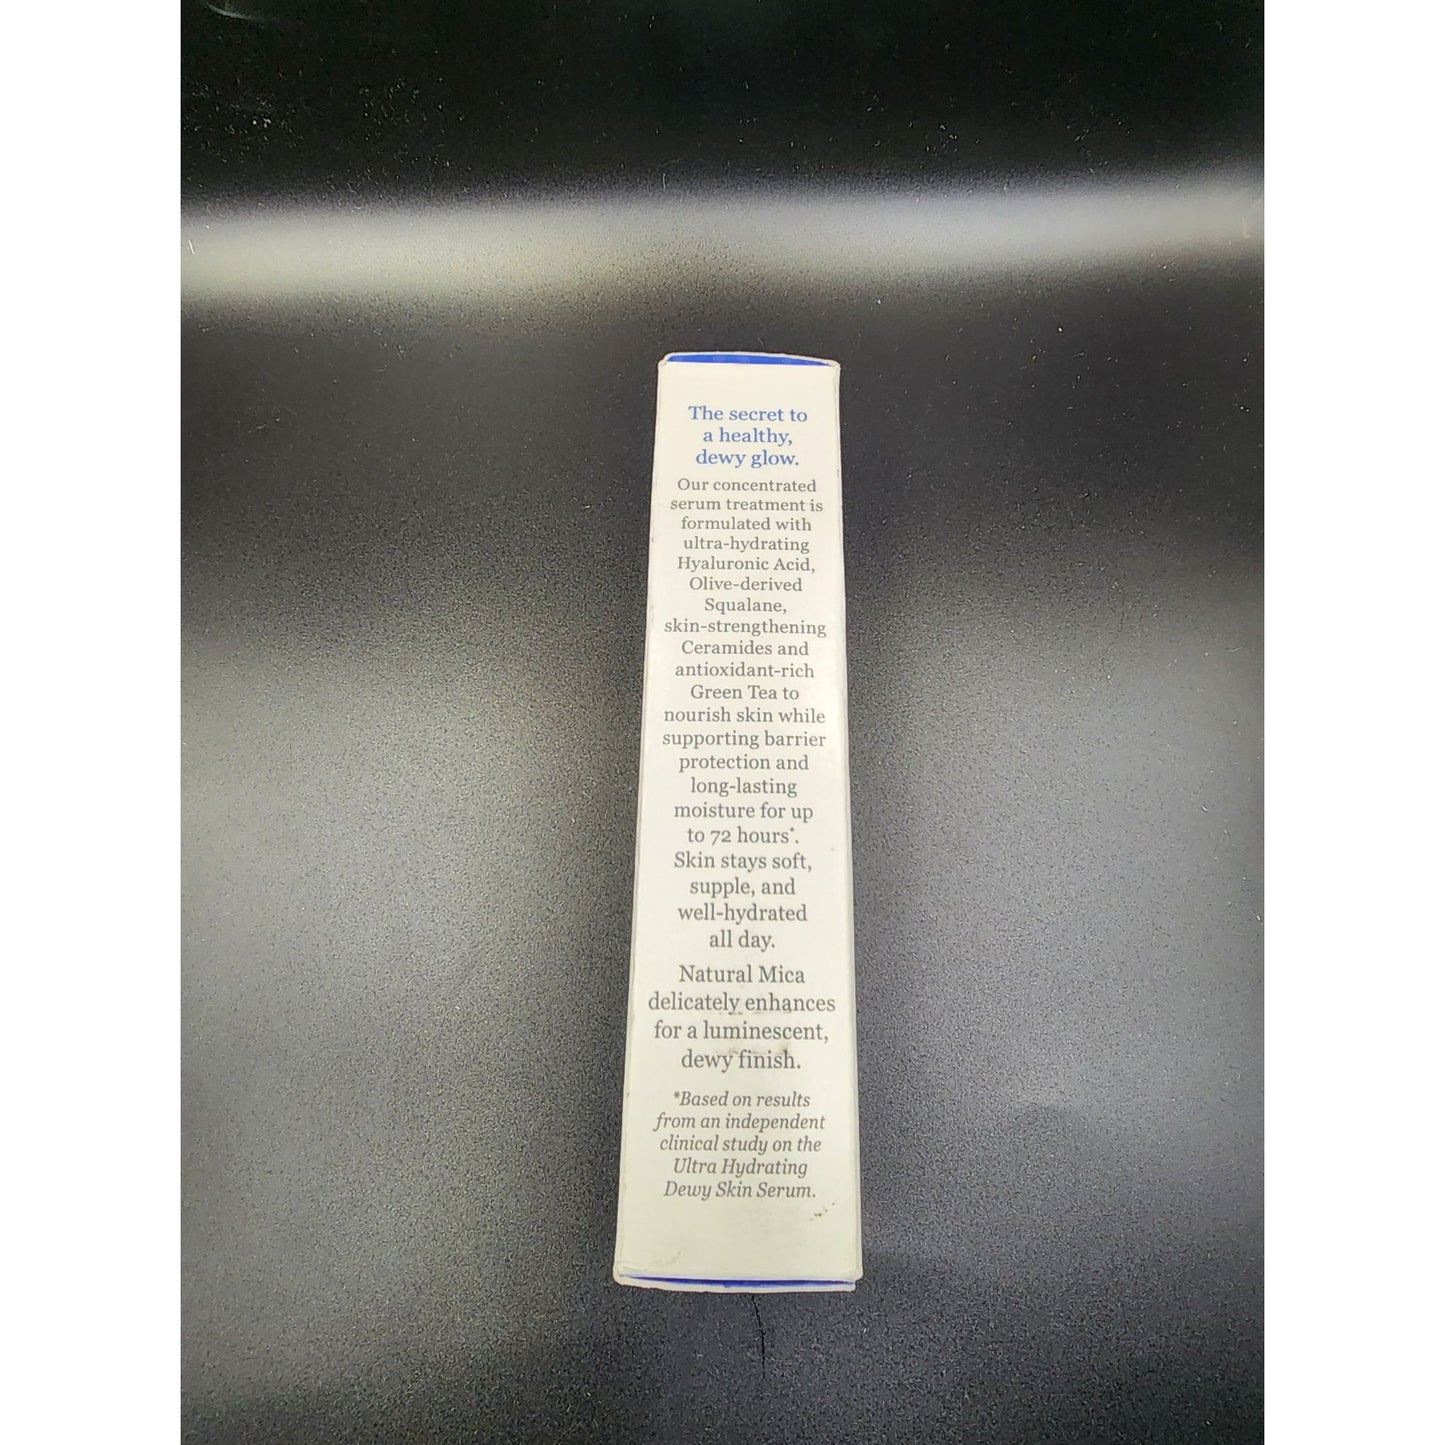 The secret to
a healthy,
dewy glow.
Our concentrated
serum treatment is
formulated with
ultra-hydrating
Hyaluronic Acid,
Olive-derived
Squalane,
skin-strengthening
Ceramides and
antioxidant-rich
Green Tea to
nourish skin while
supporting barrier
protection and
long-lasting
moisture for up
to 72 hours*.
Skin stays soft,
supple, and
well-hydrated
all day.
Natural Mica
delicately enhances
for a luminescent,
dewy finish.
*Based on results
from an independent
clinical study on the
Ultra Hydrating
Dewy Skin Serum.